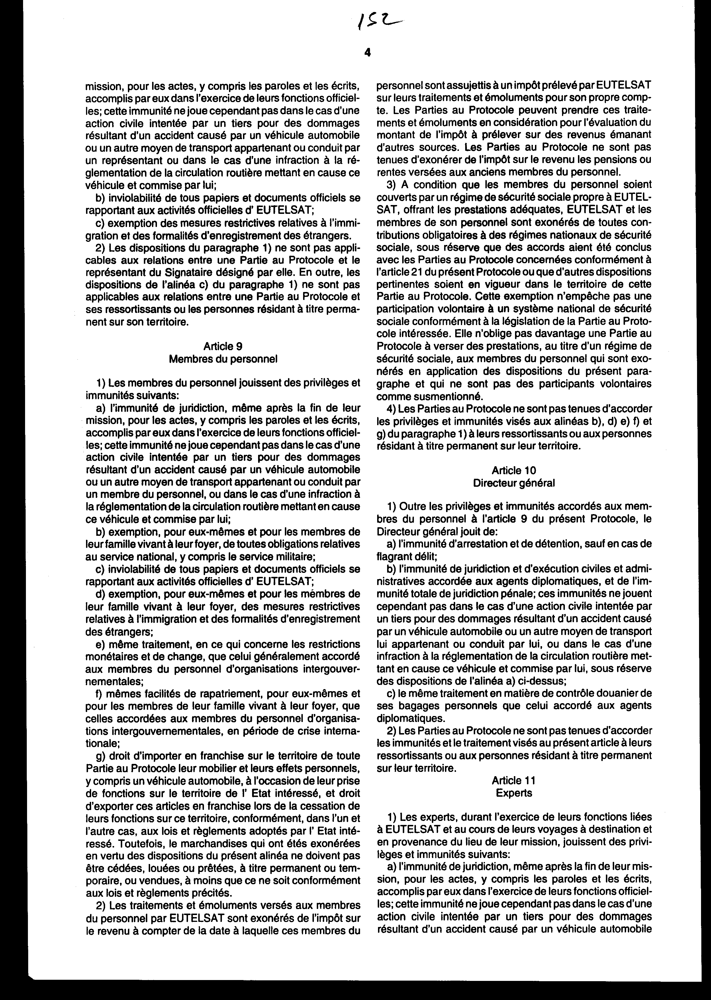 152
4
mission, pour les actes, y compris les paroles et les écrits,
accomplis par eux dans l'exercice de leurs fonctions officiel-
les; cette immunité ne joue cependant pas dans le cas d'une
action civile intentée par un tiers pour des dommages
résultant d'un accident causé par un véhicule automobile
ou un autre moyen de transport appartenant ou conduit par
un représentant ou dans le cas d'une infraction à la ré-
glementation de la circulation routière mettant en cause ce
véhicule et commise par lui;
b) inviolabilité de tous papiers et documents officiels se
rapportant aux activités officielles d' EUTELSAT;
c) exemption des mesures restrictives relatives à l'immi-
gration et des formalités d'enregistrement des étrangers.
2) Les dispositions du paragraphe 1) ne sont pas appli-
cables aux relations entre une Partie au Protocole et le
représentant du Signataire désigné par elle. En outre, les
dispositions de l'alinéa c) du paragraphe 1) ne sont pas
applicables aux relations entre une Partie au Protocole et
ses ressortissants ou les personnes résidant à titre perma-
nent sur son territoire.
Article 9
Membres du personnel
1) Les membres du personnel jouissent des privilèges et
immunités suivants:
a) l'immunité de juridiction, même après la fin de leur
mission, pour les actes, y compris les paroles et les écrits,
accomplis par eux dans l'exercice de leurs fonctions officiel-
les; cette immunité ne joue cependant pas dans le cas d'une
action civile intentée par un tiers pour des dommages
résultant d'un accident causé par un véhicule automobile
ou un autre moyen de transport appartenant ou conduit par
un membre du personnel, ou dans le cas d'une infraction à
la réglementation de la circulation routière mettant en cause
ce véhicule et commise par lui;
b) exemption, pour eux-mêmes et pour les membres de
leur famille vivant à leur foyer, de toutes obligations relatives
au service national, y compris le service militaire;
c) inviolabilité de tous papiers et documents officiels se
rapportant aux activités officielles d' EUTELSAT;
d) exemption, pour eux-mêmes et pour les mémbres de
leur famille vivant à leur foyer, des mesures restrictives
relatives à l'immigration et des formalités d'enregistrement
des étrangers;
e) même traitement, en ce qui concerne les restrictions
monétaires et de change, que celui généralement accordé
aux membres du personnel d'organisations intergouver-
nementales;
f) mêmes facilités de rapatriement, pour eux-mêmes et
pour les membres de leur famille vivant à leur foyer, que
celles accordées aux membres du personnel d'organisa-
tions intergouvernementales, en période de crise interna-
tionale;
g) droit d'importer en franchise sur le territoire de toute
Partie au Protocole leur mobilier et leurs effets personnels,
y compris un véhicule automobile, à l'occasion de leur prise
de fonctions sur le territoire de l' Etat intéressé, et droit
d'exporter ces articles en franchise lors de la cessation de
leurs fonctions sur ce territoire, conformément, dans l'un et
l'autre cas, aux lois et règlements adoptés par l' Etat inté-
ressé. Toutefois, le marchandises qui ont étés exonérées
en vertu des dispositions du présent alinéa ne doivent pas
être cédées, louées ou prêtées, à titre permanent ou tem-
poraire, ou vendues, à moins que ce ne soit conformément
aux lois et règlements précités.
2) Les traitements et émoluments versés aux membres
du personnel par EUTELSAT sont exonérés de l'impôt sur
le revenu à compter de la date à laquelle ces membres du
personnel sont assujettis à un impôt prélevé par EUTELSAT
sur leurs traitements et émoluments pour son propre comp-
te. Les Parties au Protocole peuvent prendre ces traite-
ments et émoluments en considération pour l'évaluation du
montant de l'impôt à prélever sur des revenus émanant
d'autres sources. Les Parties au Protocole ne sont pas
tenues d'exonérer de l'impôt sur le revenu les pensions ou
rentes versées aux anciens membres du personnel.
3) A condition que les membres du personnel soient
couverts par un régime de sécurité sociale propre à EUTEL-
SAT, offrant les prestations adéquates, EUTELSAT et les
membres de son personnel sont exonérés de toutes con-
tributions obligatoires à des régimes nationaux de sécurité
sociale, sous réserve que des accords aient été conclus
avec les Parties au Protocole concernées conformément à
l'article 21 du présent Protocole ou que d'autres dispositions
pertinentes soient en vigueur dans le territoire de cette
Partie au Protocole. Cette exemption n'empêche pas une
participation volontaire à un système national de sécurité
sociale conformément à la législation de la Partie au Proto-
cole intéressée. Elle n'oblige pas davantage une Partie au
Protocole à verser des prestations, au titre d'un régime de
sécurité sociale, aux membres du personnel qui sont exo-
nérés en application des dispositions du présent para-
graphe et qui ne sont pas des participants volontaires
comme susmentionné.
4) Les Parties au Protocole ne sont pas tenues d'accorder
les privilèges et immunités visés aux alinéas b), d) e) f) et
g) du paragraphe 1) à leurs ressortissants ou aux personnes
résidant à titre permanent sur leur territoire.
Article 10
Directeur général
1) Outre les privilèges et immunités accordés aux mem-
bres du personnel à l'article 9 du présent Protocole, le
Directeur général jouit de:
a) l'immunité d'arrestation et de détention, sauf en cas de
flagrant délit;
b) l'immunité de juridiction et d'exécution civiles et admi-
nistratives accordée aux agents diplomatiques, et de l'im-
munité totale de juridiction pénale; ces immunités ne jouent
cependant pas dans le cas d'une action civile intentée par
un tiers pour des dommages résultant d'un accident causé
par un véhicule automobile ou un autre moyen de transport
lui appartenant ou conduit par lui, ou dans le cas d'une
infraction à la réglementation de la circulation routière met-
tant en cause ce véhicule et commise par lui, sous réserve
des dispositions de l'alinéa a) ci-dessus;
c) le même traitement en matière de contrôle douanier de
ses bagages personnels que celui accordé aux agents
diplomatiques.
2) Les Parties au Protocole ne sont pas tenues d'accorder
les immunités et le traitement visés au présent article à leurs
ressortissants ou aux personnes résidant à titre permanent
sur leur territoire.
Article 11
Experts
1) Les experts, durant l'exercice de leurs fonctions liées
à EUTELSAT et au cours de leurs voyages à destination et
en provenance du lieu de leur mission, jouissent des privi-
lèges et immunités suivants:
a) l'immunité de juridiction, même après la fin de leur mis-
sion, pour les actes, y compris les paroles et les écrits,
accomplis par eux dans l'exercice de leurs fonctions officiel-
les; cette immunité ne joue cependant pas dans le cas d'une
action civile intentée par un tiers pour des dommages
résultant d'un accident causé par un véhicule automobile